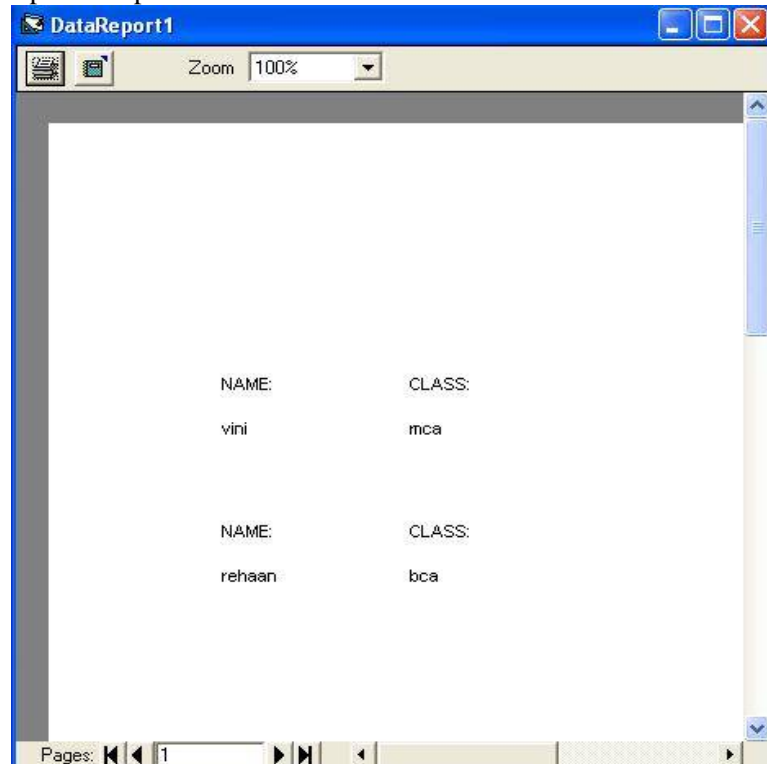 DataReport1
Zoom 100%
NAME: CLASS:
vini mca
NAME: CLASS:
rehaan bca
Pages: 1